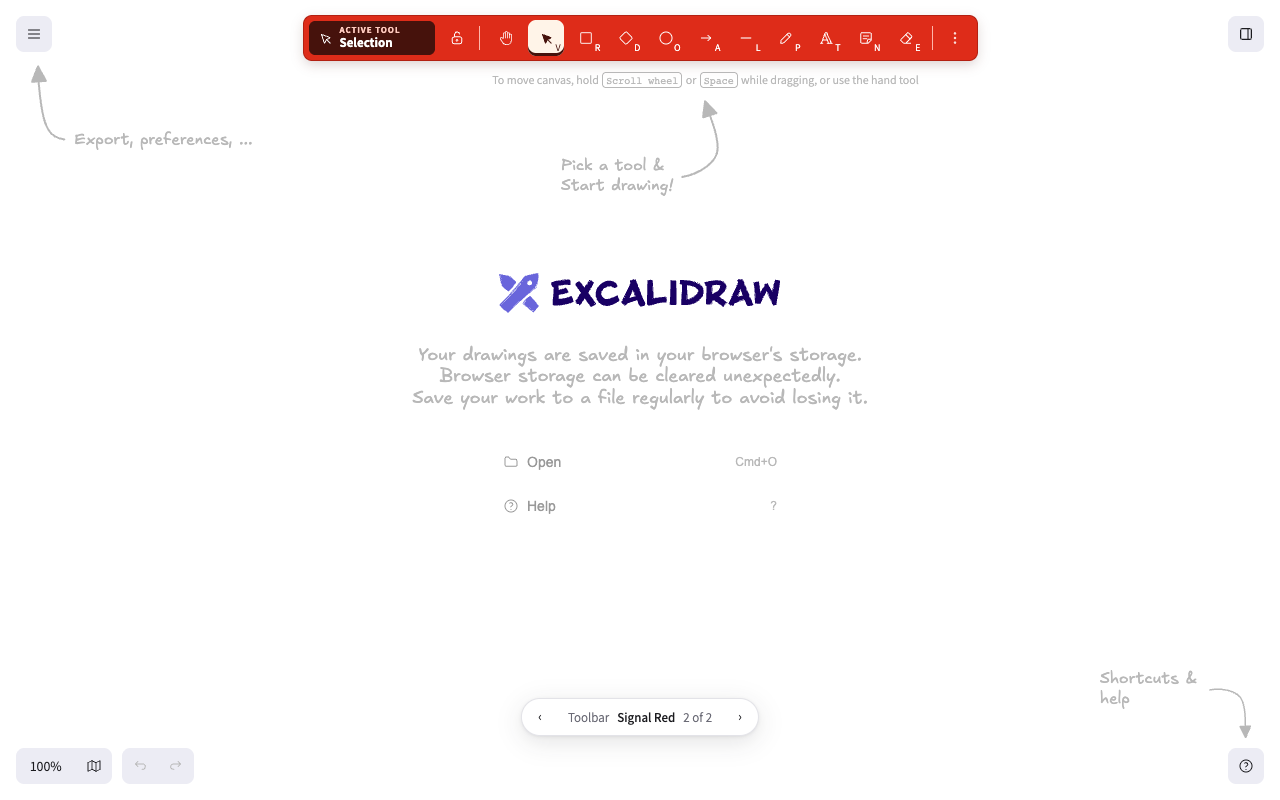 ACTIVE TOOL
Selection
V R D O A L P T N E
To move canvas, hold Scroll wheel or Space while dragging, or use the hand tool
Export, preferences, ...
Pick a tool &
Start drawing!
EXCALIDRAW
Your drawings are saved in your browser's storage.
Browser storage can be cleared unexpectedly.
Save your work to a file regularly to avoid losing it.
Open Cmd+O
Help ?
Shortcuts &
help
‹ Toolbar Signal Red 2 of 2 ›
100%